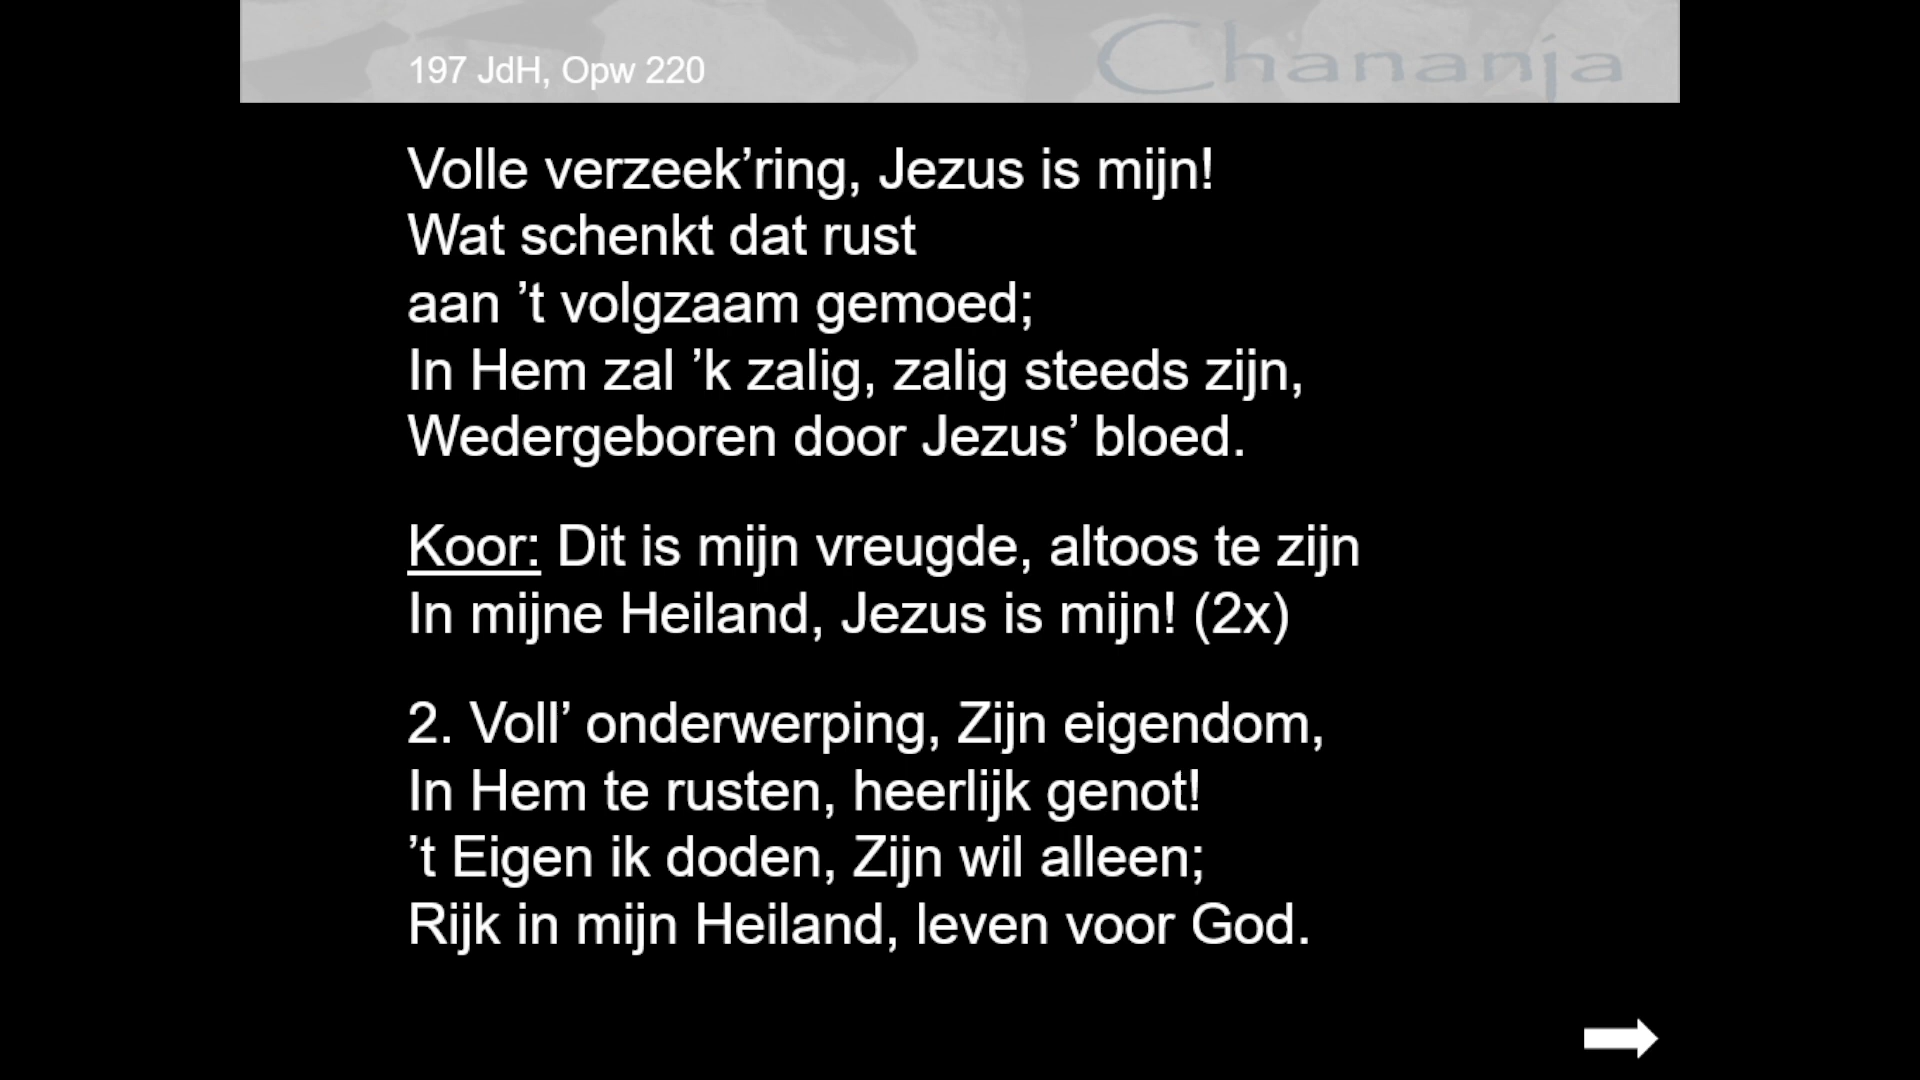 197 JdH, Opw 220
Chananja
Volle verzeek’ring, Jezus is mijn!
Wat schenkt dat rust
aan ’t volgzaam gemoed;
In Hem zal ’k zalig, zalig steeds zijn,
Wedergeboren door Jezus’ bloed.
Koor: Dit is mijn vreugde, altoos te zijn
In mijne Heiland, Jezus is mijn! (2x)
2. Voll’ onderwerping, Zijn eigendom,
In Hem te rusten, heerlijk genot!
’t Eigen ik doden, Zijn wil alleen;
Rijk in mijn Heiland, leven voor God.